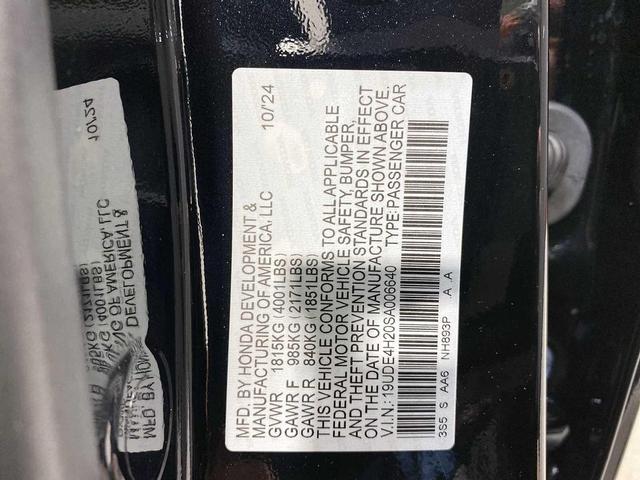 MFD. BY HONDA DEVELOPMENT &
MANUFACTURING OF AMERICA, LLC 10/'24
GVWR 1815KG(4001LBS)
GAWR F 985KG(2171LBS)
GAWR R 840KG(1851LBS)
THIS VEHICLE CONFORMS TO ALL APPLICABLE
FEDERAL MOTOR VEHICLE SAFETY, BUMPER,
AND THEFT PREVENTION STANDARDS IN EFFECT
ON THE DATE OF MANUFACTURE SHOWN ABOVE.
V.I.N.: 19UDE4H20SA006640 TYPE:PASSENGER CAR
3S5 S AA6 NH893P .A .A